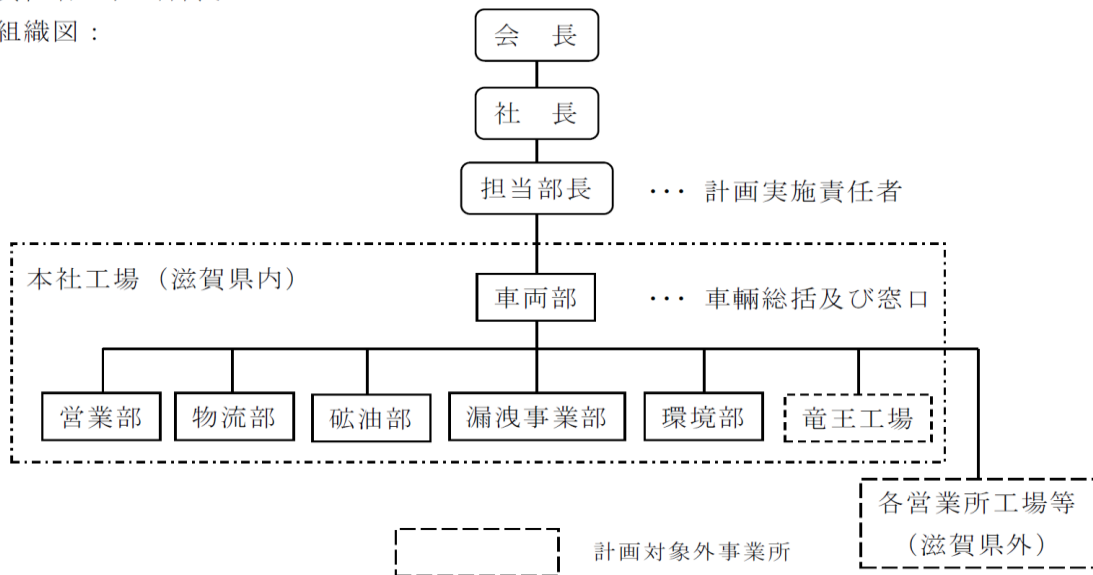 組織図：
会　長
社　長
担当部長　… 計画実施責任者
本社工場（滋賀県内）
車両部　… 車輛総括及び窓口
営業部　物流部　砿油部　漏洩事業部　環境部　竜王工場
各営業所工場等
（滋賀県外）
計画対象外事業所